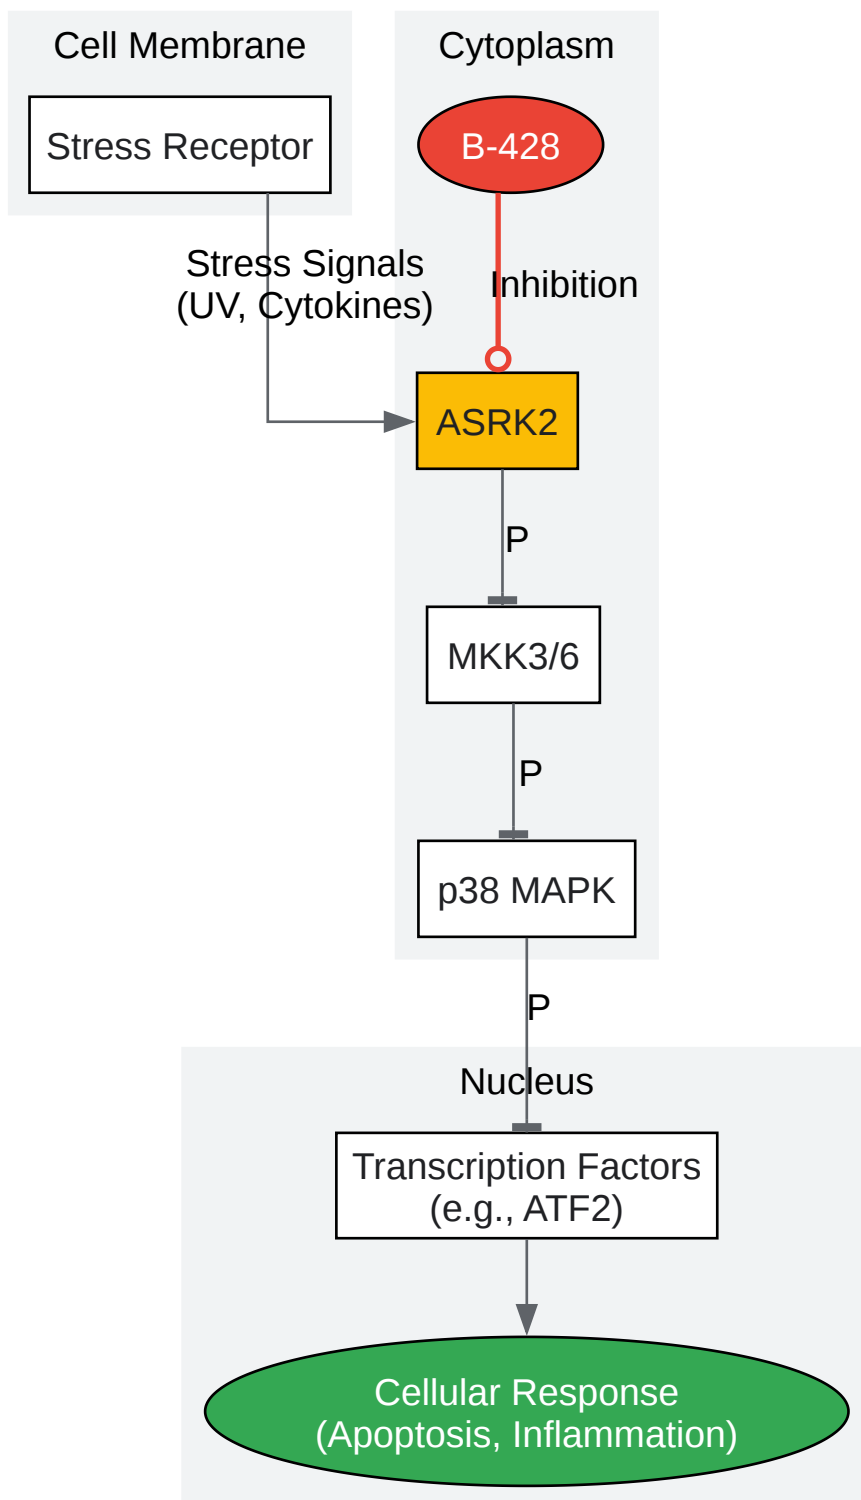 Cell Membrane
Cytoplasm
Stress Receptor
B-428
Stress Signals
(UV, Cytokines)
Inhibition
ASRK2
P
MKK3/6
P
p38 MAPK
P
Nucleus
Transcription Factors
(e.g., ATF2)
Cellular Response
(Apoptosis, Inflammation)